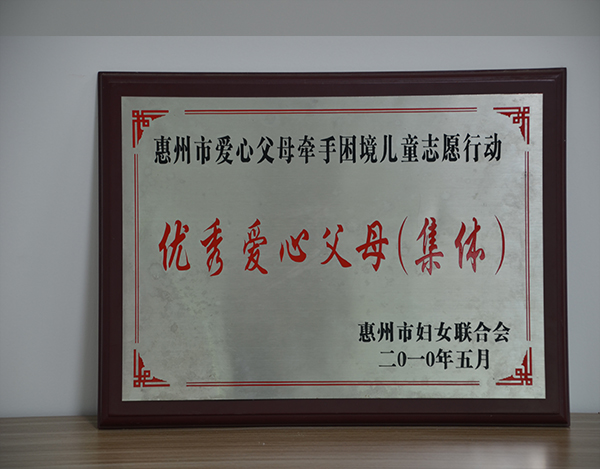 惠州市爱心父母牵手困境儿童志愿行动
优秀爱心父母(集体)
惠州市妇女联合会
二0一0年五月